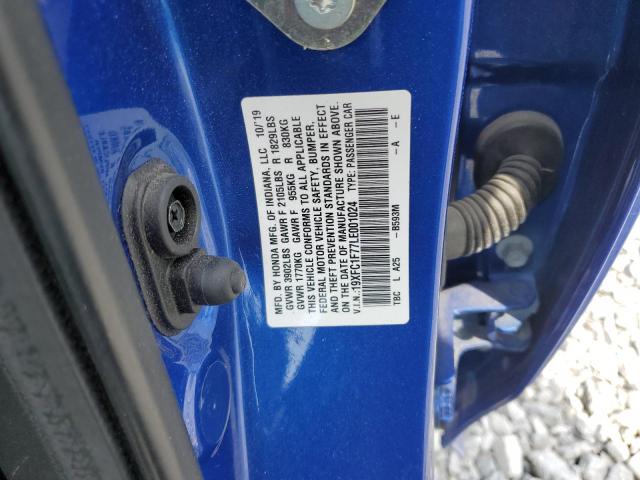 MFD. BY HONDA MFG. OF INDIANA, LLC 10/'19
GVWR 3902LBS GAWR F 2105LBS R 1829LBS
GVWR 1770KG GAWR F 955KG R 830KG
THIS VEHICLE CONFORMS TO ALL APPLICABLE
FEDERAL MOTOR VEHICLE SAFETY, BUMPER,
AND THEFT PREVENTION STANDARDS IN EFFECT
ON THE DATE OF MANUFACTURE SHOWN ABOVE.
V.I.N.:19XFC1F77LE001024 TYPE: PASSENGER CAR
TBC L A25 -B593M -A -E